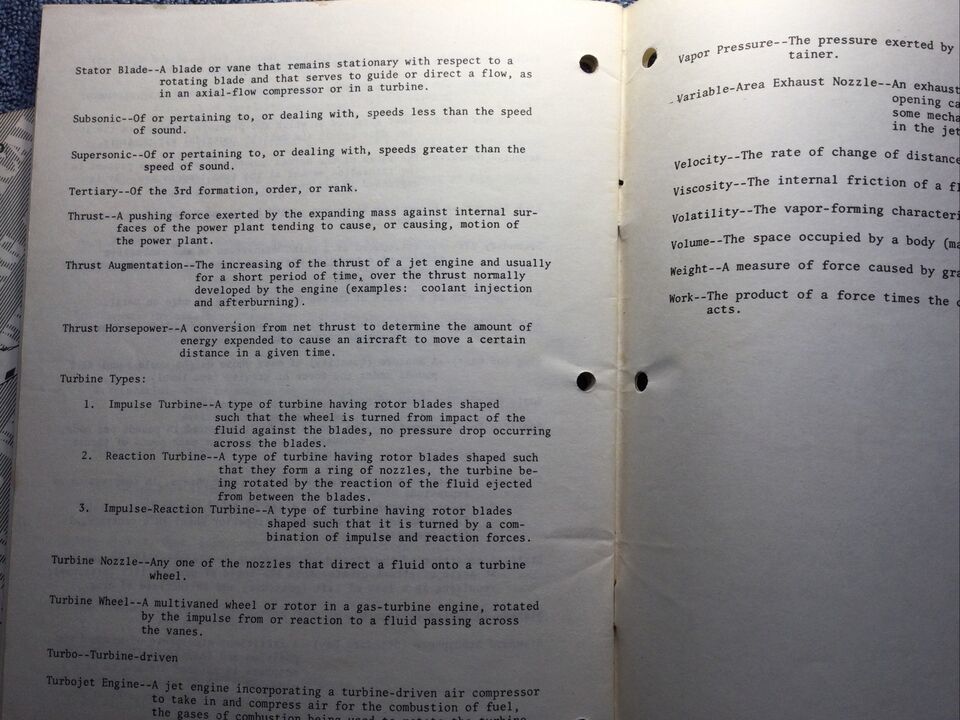 Stator Blade--A blade or vane that remains stationary with respect to a
rotating blade and that serves to guide or direct a flow, as
in an axial-flow compressor or in a turbine.
Subsonic--Of or pertaining to, or dealing with, speeds less than the speed
of sound.
Supersonic--Of or pertaining to, or dealing with, speeds greater than the
speed of sound.
Tertiary--Of the 3rd formation, order, or rank.
Thrust--A pushing force exerted by the expanding mass against internal sur-
faces of the power plant tending to cause, or causing, motion of
the power plant.
Thrust Augmentation--The increasing of the thrust of a jet engine and usually
for a short period of time, over the thrust normally
developed by the engine (examples: coolant injection
and afterburning).
Thrust Horsepower--A conversion from net thrust to determine the amount of
energy expended to cause an aircraft to move a certain
distance in a given time.
Turbine Types:
1. Impulse Turbine--A type of turbine having rotor blades shaped
such that the wheel is turned from impact of the
fluid against the blades, no pressure drop occurring
across the blades.
2. Reaction Turbine--A type of turbine having rotor blades shaped such
that they form a ring of nozzles, the turbine be-
ing rotated by the reaction of the fluid ejected
from between the blades.
3. Impulse-Reaction Turbine--A type of turbine having rotor blades
shaped such that it is turned by a com-
bination of impulse and reaction forces.
Turbine Nozzle--Any one of the nozzles that direct a fluid onto a turbine
wheel.
Turbine Wheel--A multivaned wheel or rotor in a gas-turbine engine, rotated
by the impulse from or reaction to a fluid passing across
the vanes.
Turbo--Turbine-driven
Turbojet Engine--A jet engine incorporating a turbine-driven air compressor
to take in and compress air for the combustion of fuel,
the gases of combustion being used to rotate the turbine
Vapor Pressure--The pressure exerted by
tainer.
Variable-Area Exhaust Nozzle--An exhaust
opening ca
some mecha
in the jet
Velocity--The rate of change of distance
Viscosity--The internal friction of a fl
Volatility--The vapor-forming characteri
Volume--The space occupied by a body (ma
Weight--A measure of force caused by gra
Work--The product of a force times the
acts.